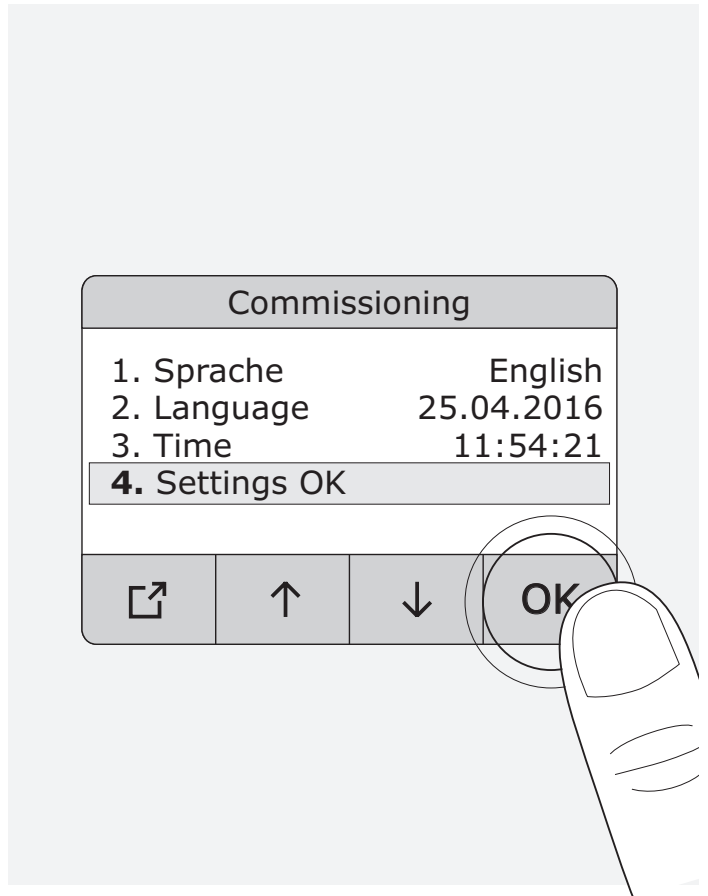 Commissioning
1. Sprache English
2. Language 25.04.2016
3. Time 11:54:21
4. Settings OK
OK